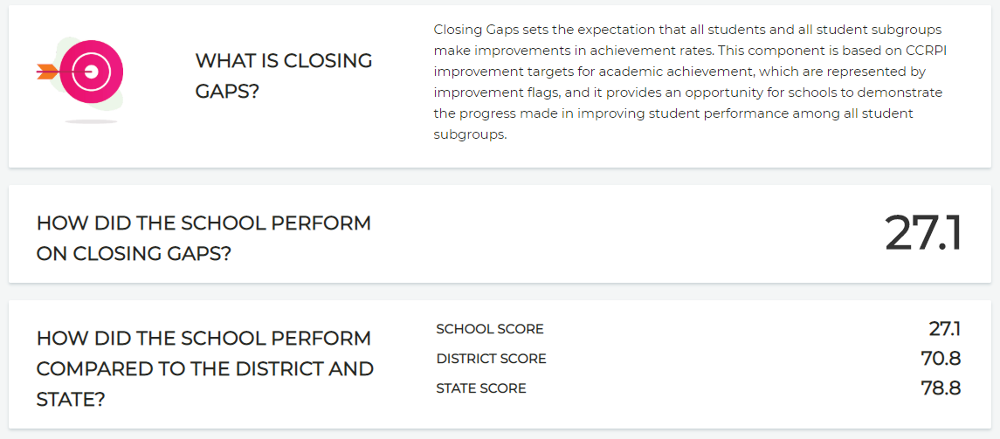 WHAT IS CLOSING
GAPS?
Closing Gaps sets the expectation that all students and all student subgroups
make improvements in achievement rates. This component is based on CCRPI
improvement targets for academic achievement, which are represented by
improvement flags, and it provides an opportunity for schools to demonstrate
the progress made in improving student performance among all student
subgroups.
HOW DID THE SCHOOL PERFORM
ON CLOSING GAPS?
27.1
HOW DID THE SCHOOL PERFORM
COMPARED TO THE DISTRICT AND
STATE?
SCHOOL SCORE 27.1
DISTRICT SCORE 70.8
STATE SCORE 78.8